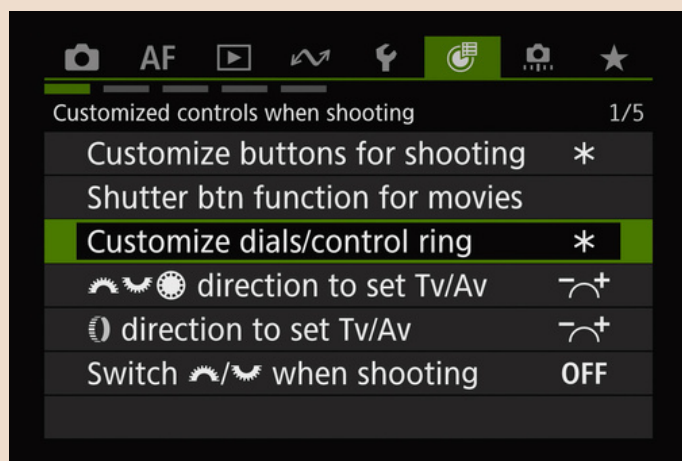 AF
Customized controls when shooting 1/5
Customize buttons for shooting *
Shutter btn function for movies
Customize dials/control ring *
direction to set Tv/Av -+
direction to set Tv/Av -+
Switch / when shooting OFF